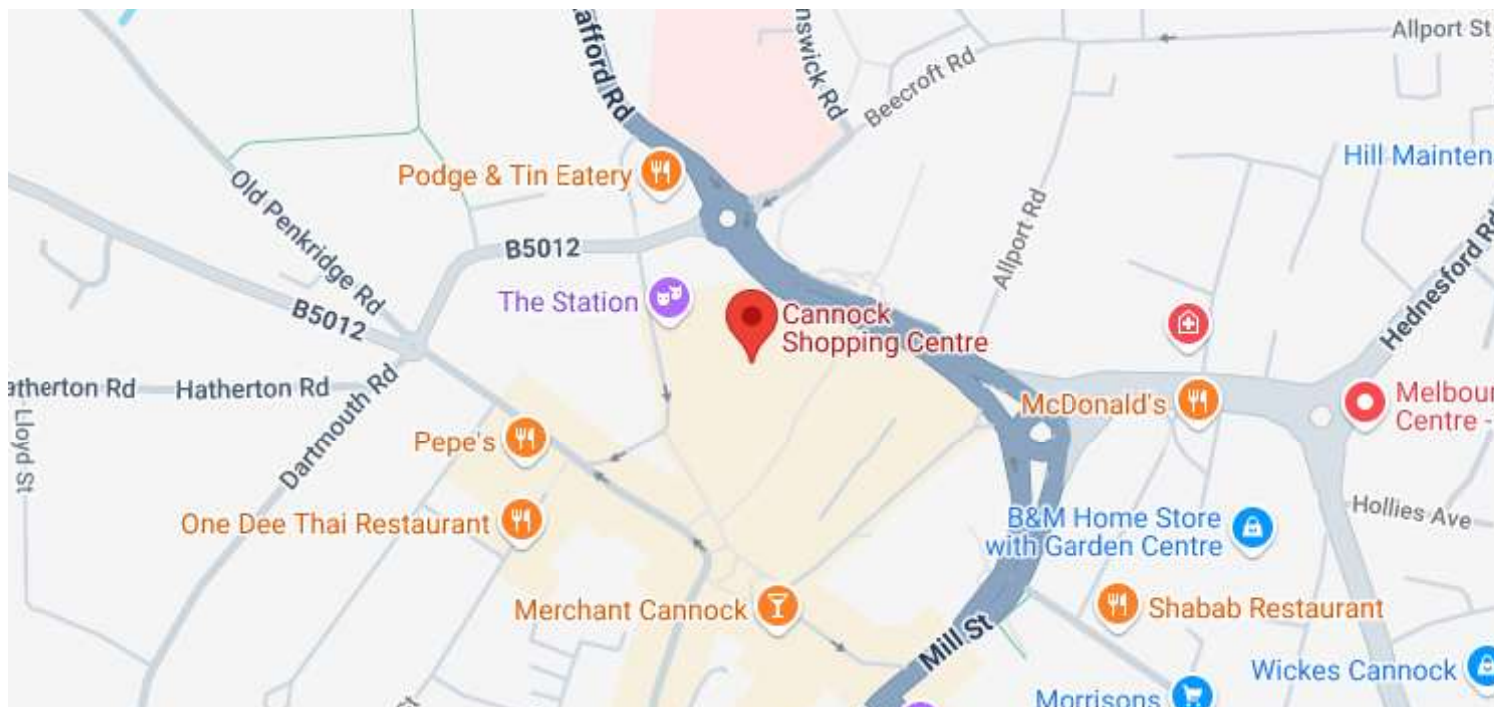 Allport St
afford Rd
nswick Rd
Beecroft Rd
Hill Mainten
Podge & Tin Eatery
Old Penkridge Rd
B5012
Allport Rd
Hednesford Rd
The Station
B5012
Cannock
Shopping Centre
atherton Rd
Hatherton Rd
McDonald's
Melbour
Centre -
Lloyd St
Dartmouth Rd
Pepe's
One Dee Thai Restaurant
B&M Home Store
with Garden Centre
Hollies Ave
Merchant Cannock
Shabab Restaurant
Mill St
Wickes Cannock
Morrisons